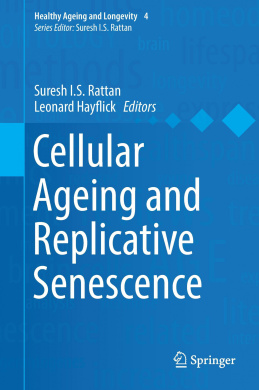 Healthy Ageing and Longevity 4
Series Editor: Suresh I.S. Rattan
Suresh I.S. Rattan
Leonard Hayflick Editors
Cellular
Ageing and
Replicative
Senescence
Springer